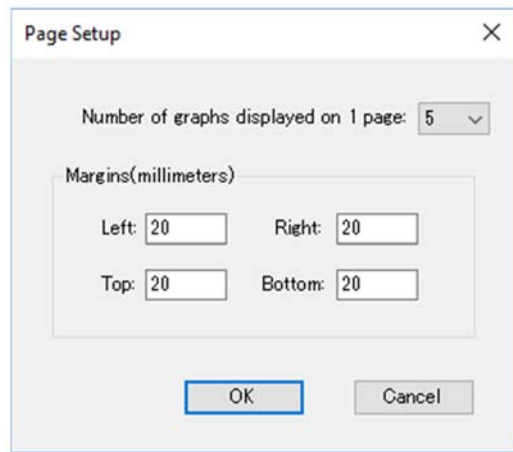 Page Setup
Number of graphs displayed on 1 page: 5
Margins(millimeters)
Left: 20 Right: 20
Top: 20 Bottom: 20
OK Cancel